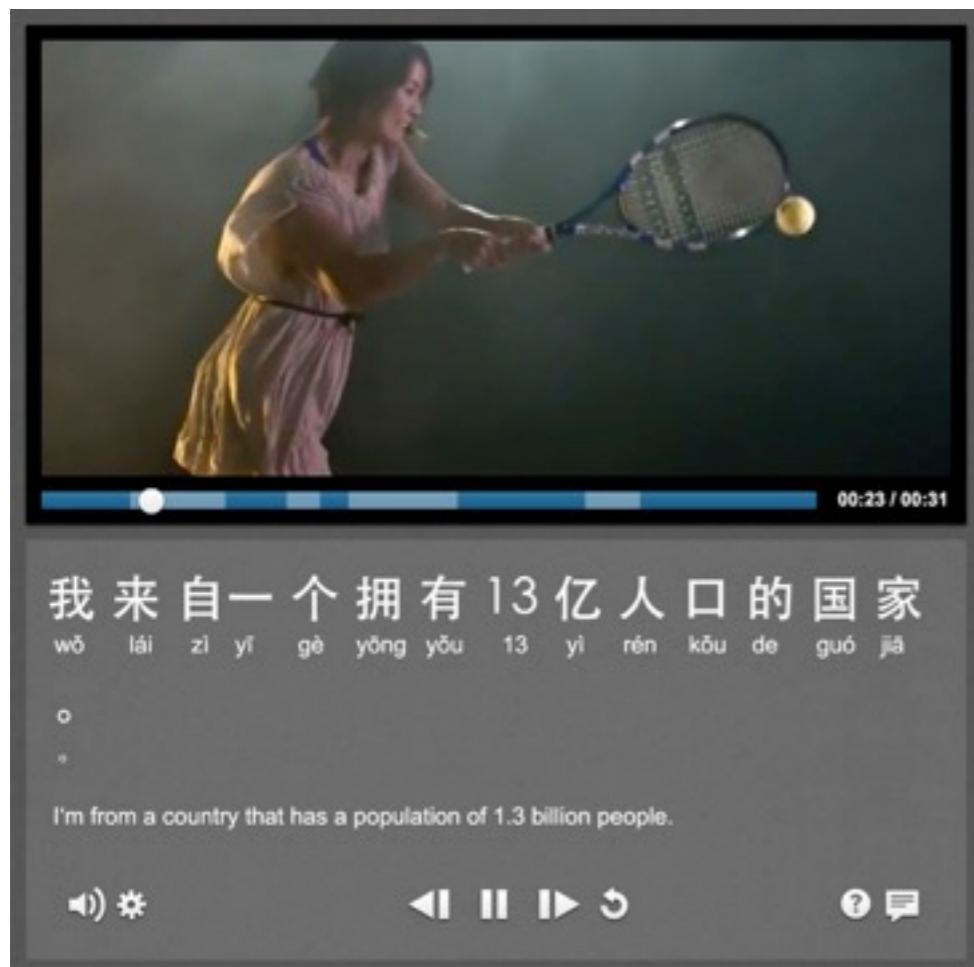 00:23 / 00:31
我来自一个拥有13亿人口的国家
wǒ lái zì yī gè yōng yǒu 13 yì rén kǒu de guó jiā
。
。
I'm from a country that has a population of 1.3 billion people.